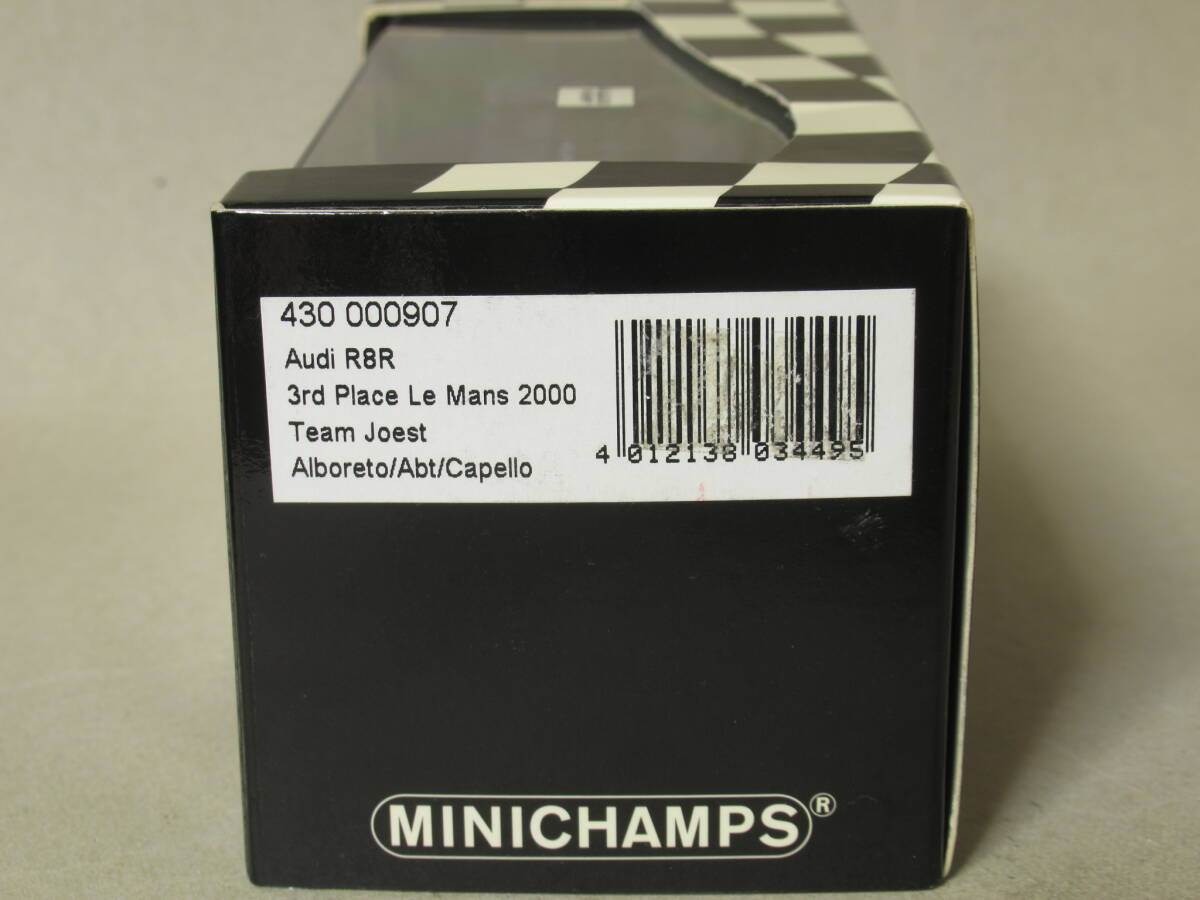 430 000907
Audi R8R
3rd Place Le Mans 2000
Team Joest
Alboreto/Abt/Capello
4 012138 034495
MINICHAMPS®